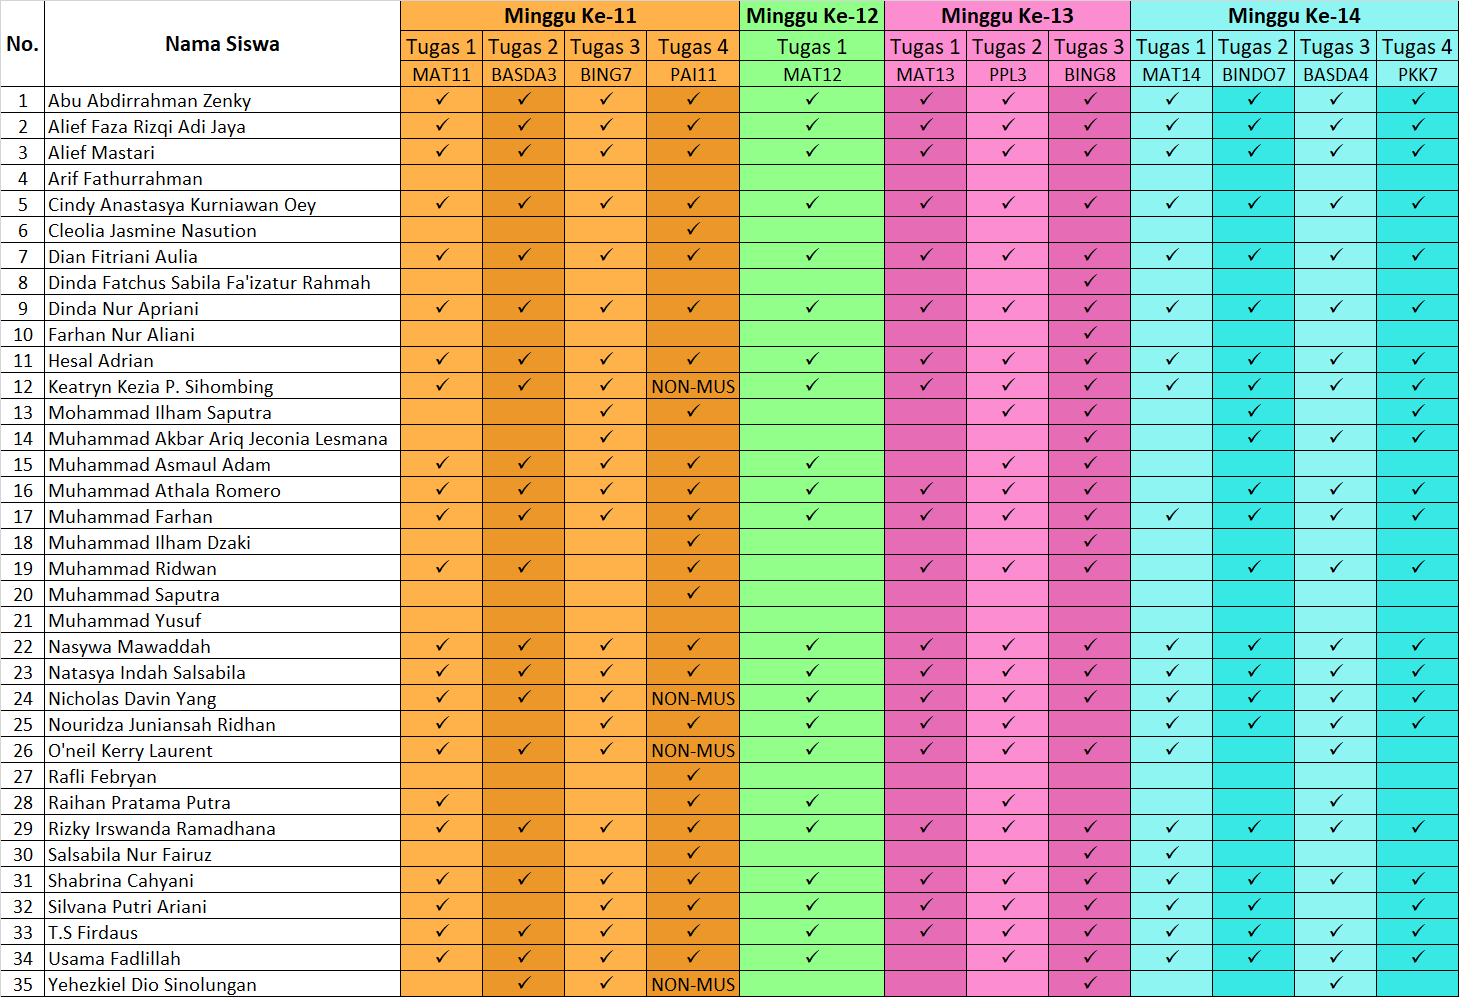 No. Nama Siswa Minggu Ke-11 Minggu Ke-12 Minggu Ke-13 Minggu Ke-14
Tugas 1 Tugas 2 Tugas 3 Tugas 4 Tugas 1 Tugas 1 Tugas 2 Tugas 3 Tugas 1 Tugas 2 Tugas 3 Tugas 4
MAT11 BASDA3 BING7 PAI11 MAT12 MAT13 PPL3 BING8 MAT14 BINDO7 BASDA4 PKK7
1 Abu Abdirrahman Zenky ✓ ✓ ✓ ✓ ✓ ✓ ✓ ✓ ✓ ✓ ✓ ✓
2 Alief Faza Rizqi Adi Jaya ✓ ✓ ✓ ✓ ✓ ✓ ✓ ✓ ✓ ✓ ✓ ✓
3 Alief Mastari ✓ ✓ ✓ ✓ ✓ ✓ ✓ ✓ ✓ ✓ ✓ ✓
4 Arif Fathurrahman
5 Cindy Anastasya Kurniawan Oey ✓ ✓ ✓ ✓ ✓ ✓ ✓ ✓ ✓ ✓ ✓ ✓
6 Cleolia Jasmine Nasution ✓
7 Dian Fitriani Aulia ✓ ✓ ✓ ✓ ✓ ✓ ✓ ✓ ✓ ✓ ✓ ✓
8 Dinda Fatchus Sabila Fa'izatur Rahmah ✓
9 Dinda Nur Apriani ✓ ✓ ✓ ✓ ✓ ✓ ✓ ✓ ✓ ✓ ✓ ✓
10 Farhan Nur Aliani ✓
11 Hesal Adrian ✓ ✓ ✓ ✓ ✓ ✓ ✓ ✓ ✓ ✓ ✓ ✓
12 Keatryn Kezia P. Sihombing ✓ ✓ ✓ NON-MUS ✓ ✓ ✓ ✓ ✓ ✓ ✓ ✓
13 Mohammad Ilham Saputra ✓ ✓ ✓ ✓ ✓ ✓
14 Muhammad Akbar Ariq Jeconia Lesmana ✓ ✓ ✓ ✓ ✓
15 Muhammad Asmaul Adam ✓ ✓ ✓ ✓ ✓ ✓ ✓
16 Muhammad Athala Romero ✓ ✓ ✓ ✓ ✓ ✓ ✓ ✓ ✓ ✓ ✓
17 Muhammad Farhan ✓ ✓ ✓ ✓ ✓ ✓ ✓ ✓ ✓ ✓ ✓ ✓
18 Muhammad Ilham Dzaki ✓ ✓
19 Muhammad Ridwan ✓ ✓ ✓ ✓ ✓ ✓ ✓ ✓ ✓
20 Muhammad Saputra ✓
21 Muhammad Yusuf
22 Nasywa Mawaddah ✓ ✓ ✓ ✓ ✓ ✓ ✓ ✓ ✓ ✓ ✓ ✓
23 Natasya Indah Salsabila ✓ ✓ ✓ ✓ ✓ ✓ ✓ ✓ ✓ ✓ ✓ ✓
24 Nicholas Davin Yang ✓ ✓ ✓ NON-MUS ✓ ✓ ✓ ✓ ✓ ✓ ✓ ✓
25 Nouridza Juniansah Ridhan ✓ ✓ ✓ ✓ ✓ ✓ ✓ ✓ ✓ ✓
26 O'neil Kerry Laurent ✓ ✓ ✓ NON-MUS ✓ ✓ ✓ ✓ ✓ ✓
27 Rafli Febryan ✓
28 Raihan Pratama Putra ✓ ✓ ✓ ✓ ✓
29 Rizky Irswanda Ramadhana ✓ ✓ ✓ ✓ ✓ ✓ ✓ ✓ ✓ ✓ ✓ ✓
30 Salsabila Nur Fairuz ✓ ✓ ✓
31 Shabrina Cahyani ✓ ✓ ✓ ✓ ✓ ✓ ✓ ✓ ✓ ✓ ✓ ✓
32 Silvana Putri Ariani ✓ ✓ ✓ ✓ ✓ ✓ ✓ ✓ ✓ ✓
33 T.S Firdaus ✓ ✓ ✓ ✓ ✓ ✓ ✓ ✓ ✓ ✓ ✓ ✓
34 Usama Fadlillah ✓ ✓ ✓ ✓ ✓ ✓ ✓ ✓ ✓ ✓ ✓
35 Yehezkiel Dio Sinolungan ✓ ✓ NON-MUS ✓ ✓